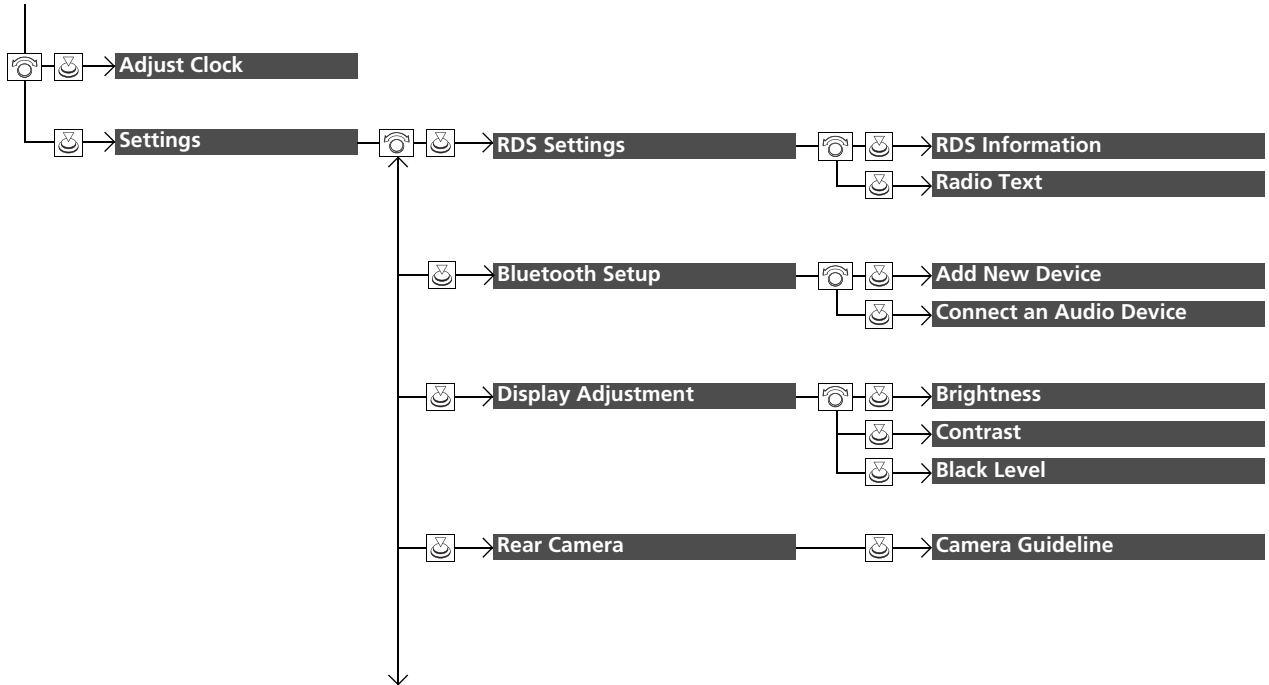 Adjust Clock
Settings
RDS Settings
RDS Information
Radio Text
Bluetooth Setup
Add New Device
Connect an Audio Device
Display Adjustment
Brightness
Contrast
Black Level
Rear Camera
Camera Guideline